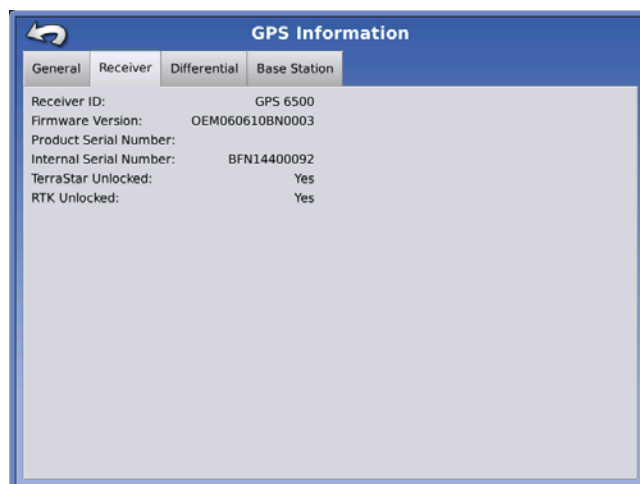 GPS Information
General Receiver Differential Base Station
Receiver ID: GPS 6500
Firmware Version: OEM060610BN0003
Product Serial Number:
Internal Serial Number: BFN14400092
TerraStar Unlocked: Yes
RTK Unlocked: Yes